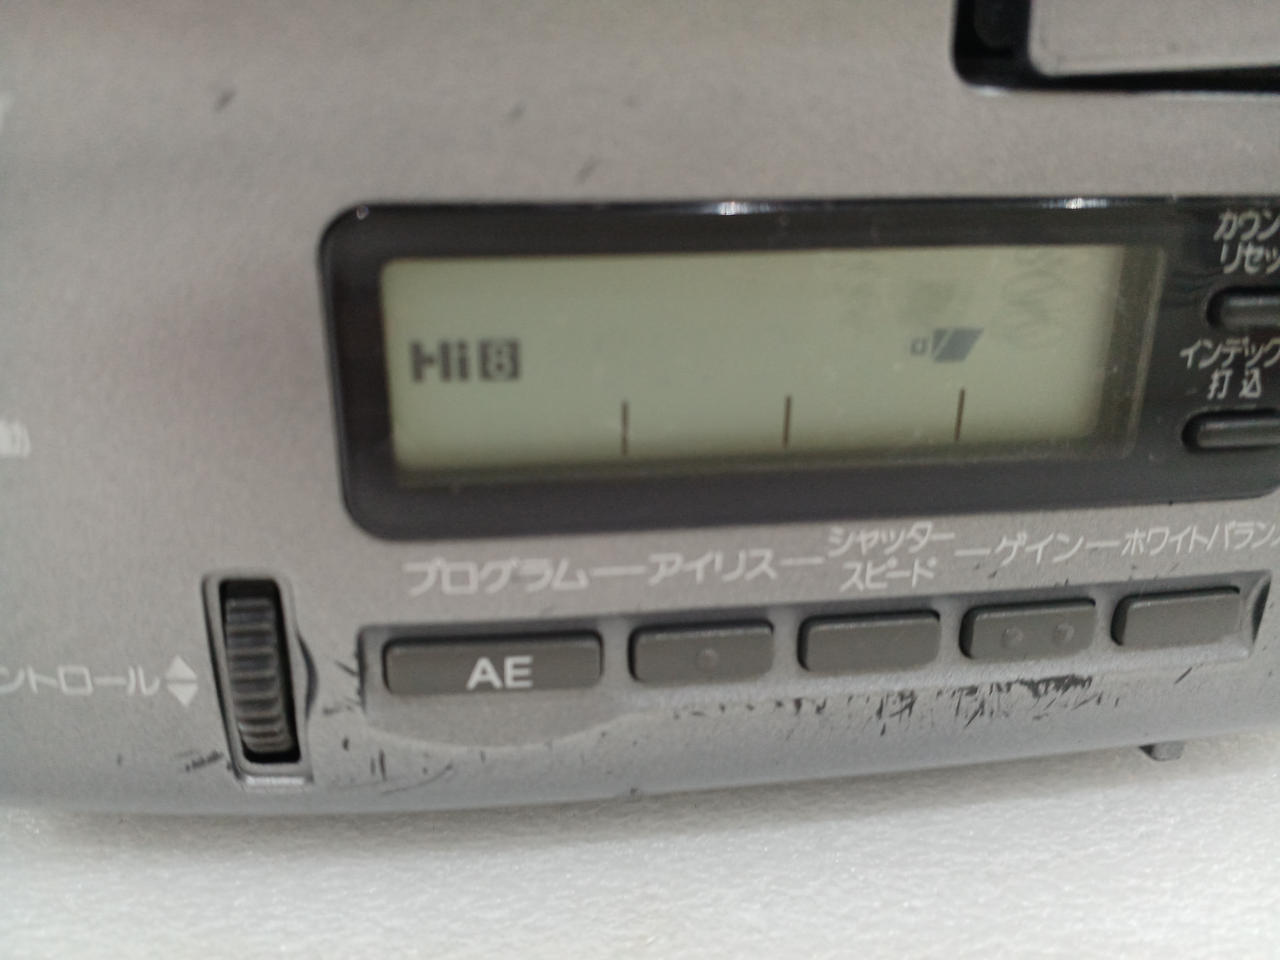 カウン
リセッ
Hi8
インデック
打込
プログラム
アイリス
シャッター
スピード
ゲイン
ホワイトバラン
ントロール
AE